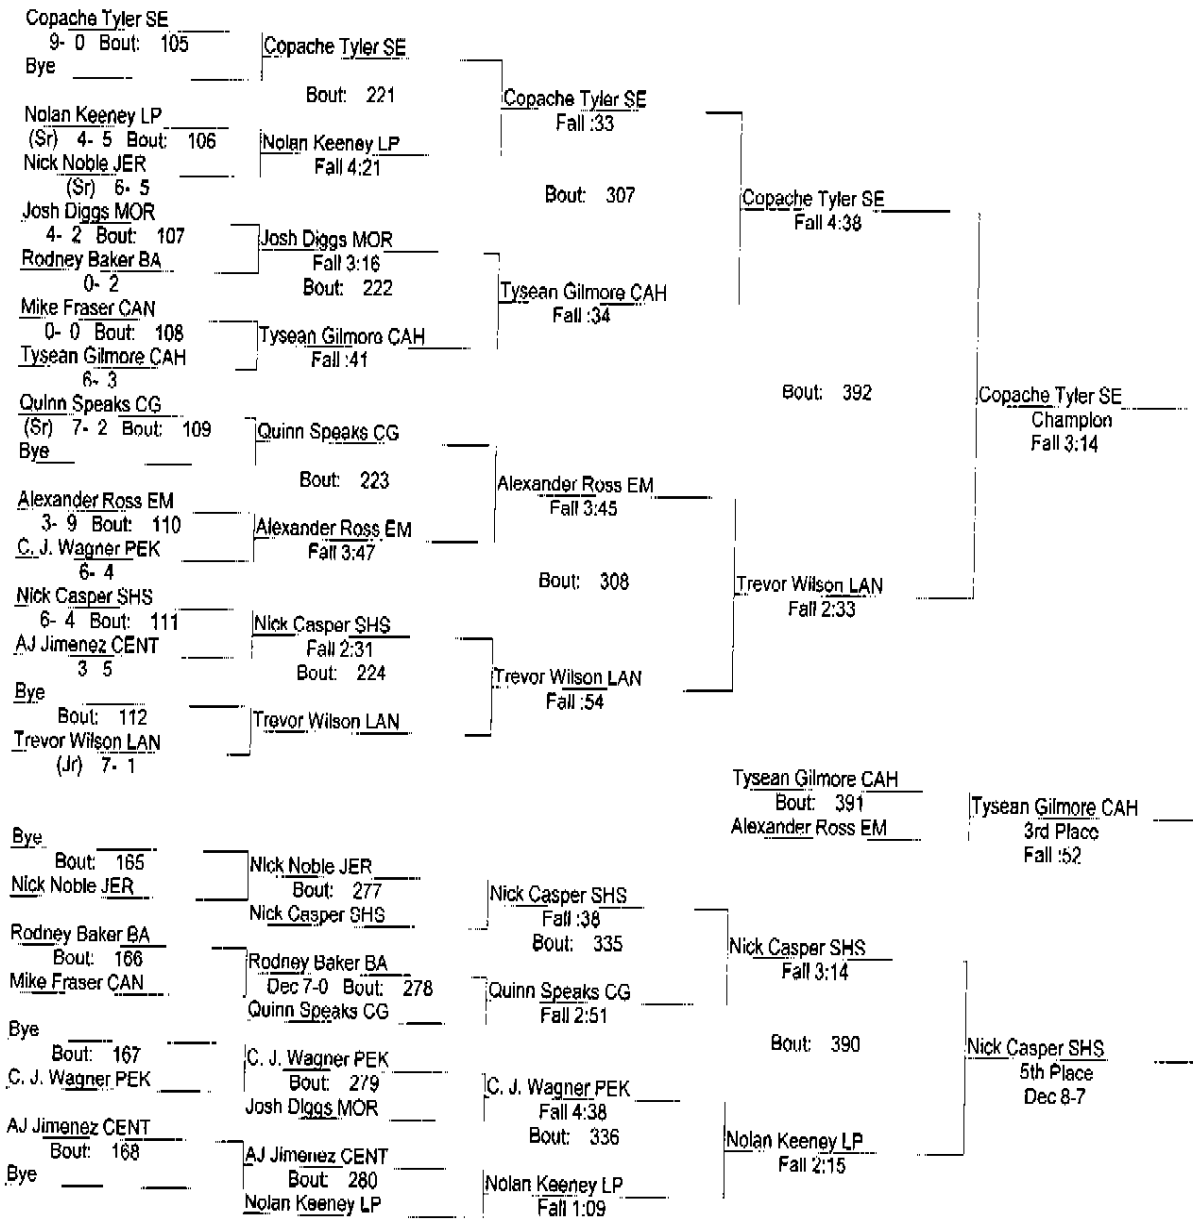 Copache Tyler SE
9- 0 Bout: 105
Bye
Nolan Keeney LP
(Sr) 4- 5 Bout: 106
Nick Noble JER
(Sr) 6- 5
Josh Diggs MOR
4- 2 Bout: 107
Rodney Baker BA
0- 2
Mike Fraser CAN
0- 0 Bout: 108
Tysean Gilmore CAH
6- 3
Quinn Speaks CG
(Sr) 7- 2 Bout: 109
Bye
Alexander Ross EM
3- 9 Bout: 110
C. J. Wagner PEK
6- 4
Nick Casper SHS
6- 4 Bout: 111
AJ Jimenez CENT
3 5
Bye
Bout: 112
Trevor Wilson LAN
(Jr) 7- 1
Copache Tyler SE
Bout: 221
Nolan Keeney LP
Fall 4:21
Josh Diggs MOR
Fall 3:16
Bout: 222
Tysean Gilmore CAH
Fall :41
Quinn Speaks CG
Bout: 223
Alexander Ross EM
Fall 3:47
Nick Casper SHS
Fall 2:31
Bout: 224
Trevor Wilson LAN
Copache Tyler SE
Fall :33
Bout: 307
Tysean Gilmore CAH
Fall :34
Alexander Ross EM
Fall 3:45
Bout: 308
Trevor Wilson LAN
Fall :54
Copache Tyler SE
Fall 4:38
Bout: 392
Trevor Wilson LAN
Fall 2:33
Copache Tyler SE
Champion
Fall 3:14
Tysean Gilmore CAH
Bout: 391
Alexander Ross EM
Tysean Gilmore CAH
3rd Place
Fall :52
Bye
Bout: 165
Nick Noble JER
Rodney Baker BA
Bout: 166
Mike Fraser CAN
Bye
Bout: 167
C. J. Wagner PEK
AJ Jimenez CENT
Bout: 168
Bye
Nick Noble JER
Bout: 277
Nick Casper SHS
Rodney Baker BA
Dec 7-0 Bout: 278
Quinn Speaks CG
C. J. Wagner PEK
Bout: 279
Josh Diggs MOR
AJ Jimenez CENT
Bout: 280
Nolan Keeney LP
Nick Casper SHS
Fall :38
Bout: 335
Quinn Speaks CG
Fall 2:51
C. J. Wagner PEK
Fall 4:38
Bout: 336
Nolan Keeney LP
Fall 1:09
Nick Casper SHS
Fall 3:14
Bout: 390
Nolan Keeney LP
Fall 2:15
Nick Casper SHS
5th Place
Dec 8-7